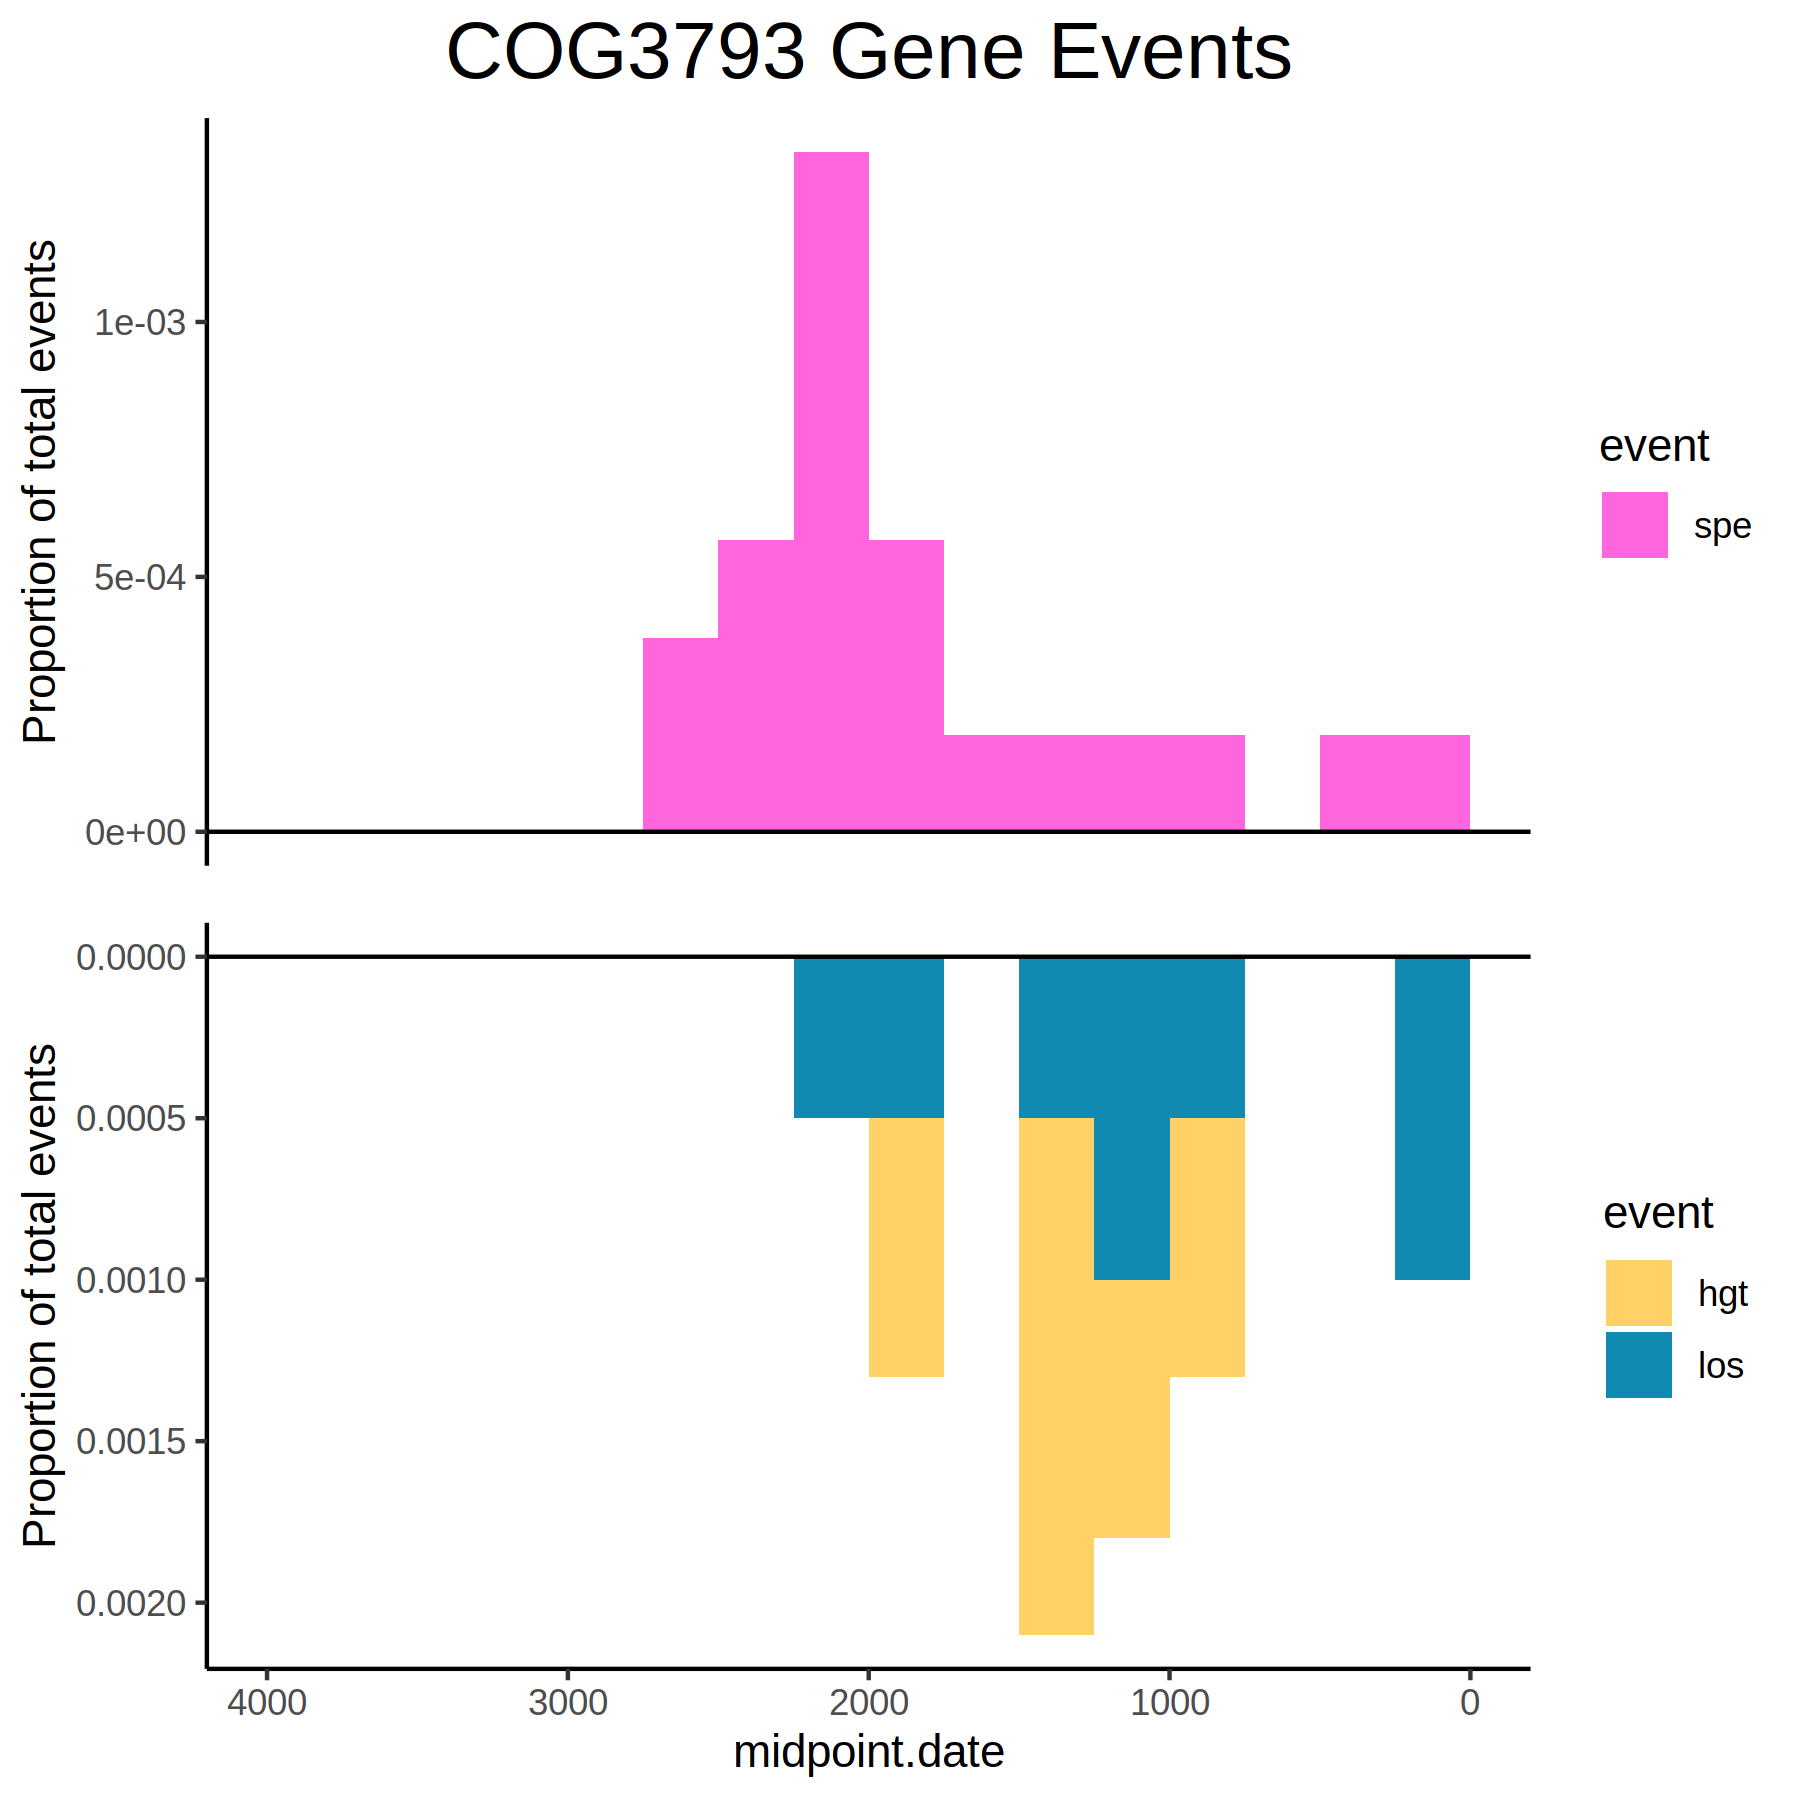 COG3793 Gene Events
Proportion of total events
1e-03
5e-04
0e+00
event
spe
Proportion of total events
0.0000
0.0005
0.0010
0.0015
0.0020
event
hgt
los
4000 3000 2000 1000 0
midpoint.date